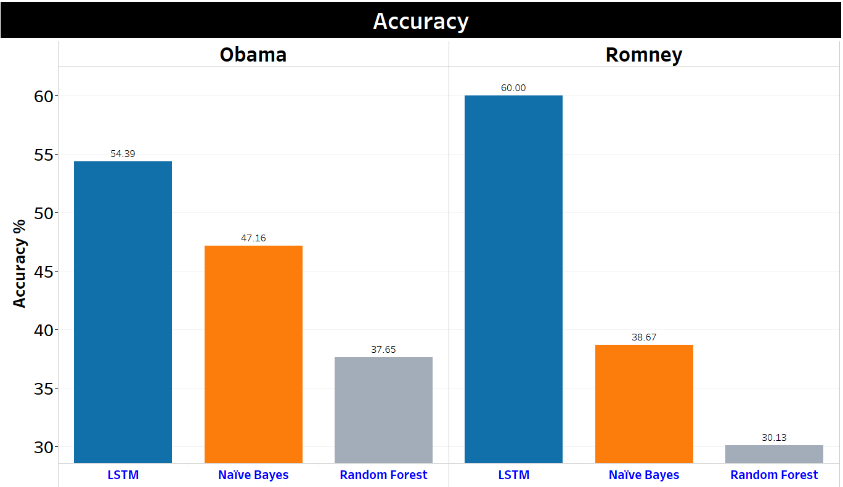 Accuracy
Obama
Romney
Accuracy %
60
55
50
45
40
35
30
54.39
47.16
37.65
60.00
38.67
30.13
LSTM
Naïve Bayes
Random Forest
LSTM
Naïve Bayes
Random Forest